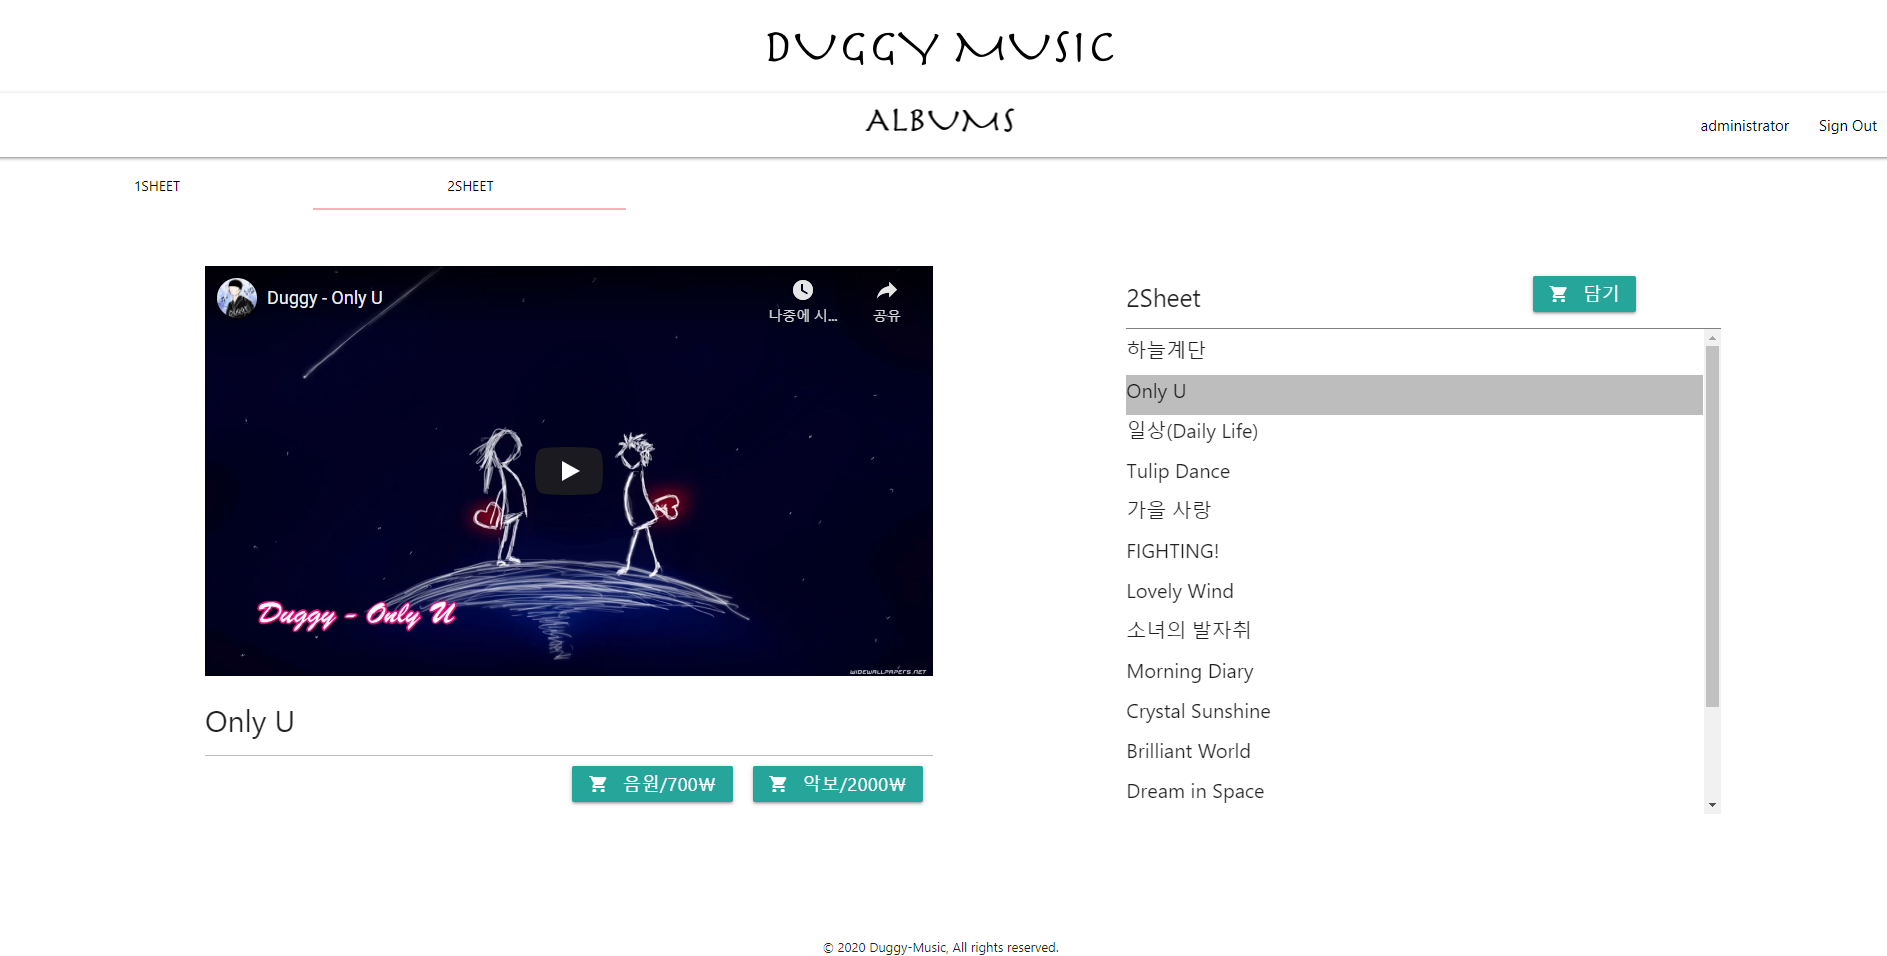 DUGGY MUSIC
ALBUMS
administrator
Sign Out
1SHEET
2SHEET
Duggy - Only U
나중에 시...
공유
Duggy - Only U
WIDEWALLPAPERS.NET
Only U
음원/700₩
악보/2000₩
2Sheet
담기
하늘계단
Only U
일상(Daily Life)
Tulip Dance
가을 사랑
FIGHTING!
Lovely Wind
소녀의 발자취
Morning Diary
Crystal Sunshine
Brilliant World
Dream in Space
© 2020 Duggy-Music, All rights reserved.